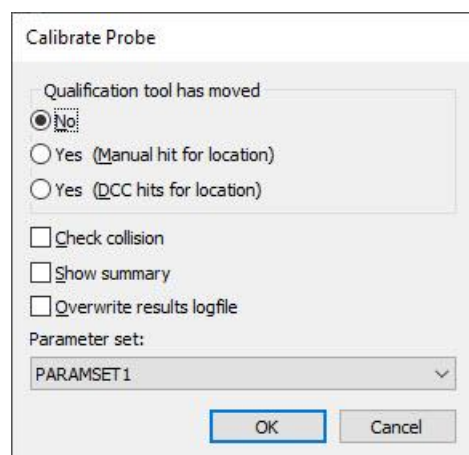 Calibrate Probe
Qualification tool has moved
No
Yes (Manual hit for location)
Yes (DCC hits for location)
Check collision
Show summary
Overwrite results logfile
Parameter set:
PARAMSET1
OK Cancel